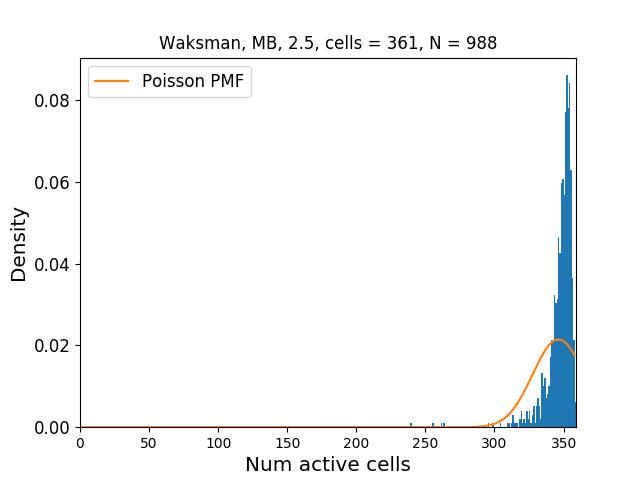 Waksman, MB, 2.5, cells = 361, N = 988
Poisson PMF
Density
0.08
0.06
0.04
0.02
0.00
0 50 100 150 200 250 300 350
Num active cells